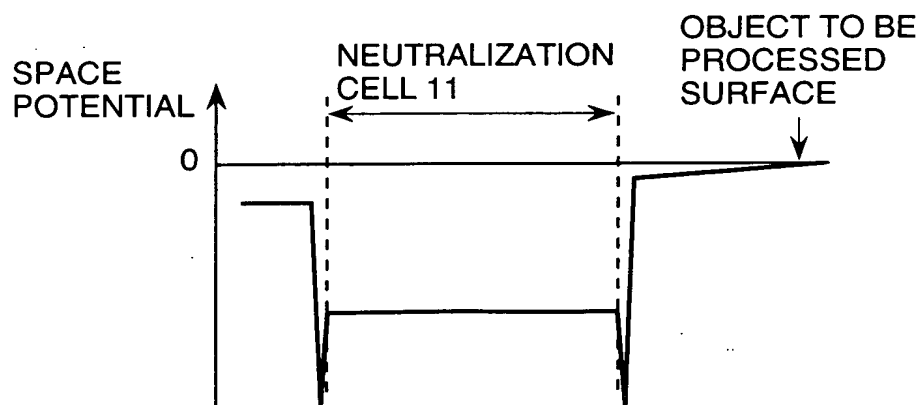 SPACE
POTENTIAL
NEUTRALIZATION
CELL 11
OBJECT TO BE
PROCESSED
SURFACE
0